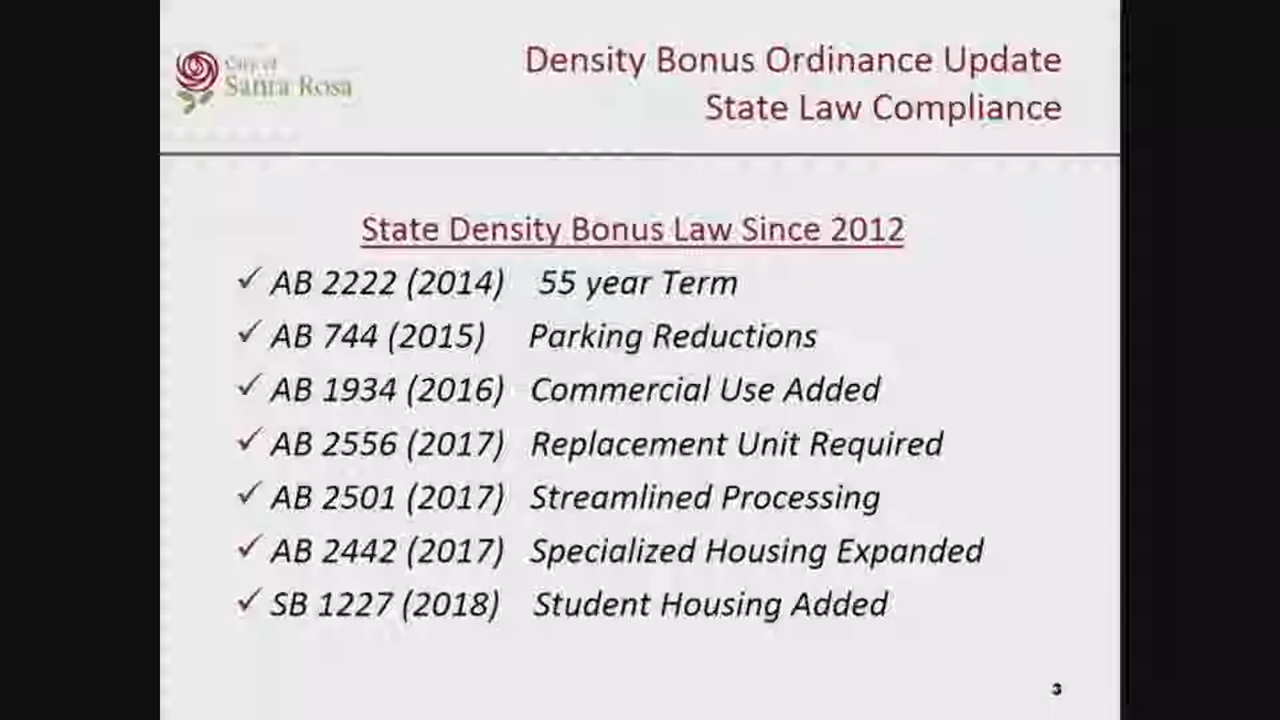 City of
Santa Rosa
Density Bonus Ordinance Update
State Law Compliance
State Density Bonus Law Since 2012
✓ AB 2222 (2014) 55 year Term
✓ AB 744 (2015) Parking Reductions
✓ AB 1934 (2016) Commercial Use Added
✓ AB 2556 (2017) Replacement Unit Required
✓ AB 2501 (2017) Streamlined Processing
✓ AB 2442 (2017) Specialized Housing Expanded
✓ SB 1227 (2018) Student Housing Added
3